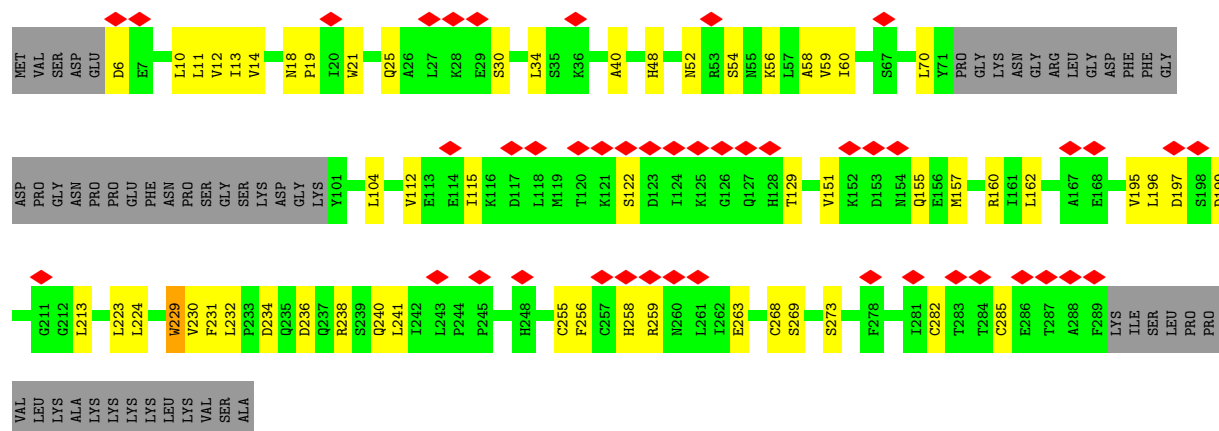 MET VAL SER ASP GLU D6 E7 L10 L11 V12 I13 V14 N18 P19 I20 W21 Q25 A26 L27 K28 E29 S30 L34 S35 K36 A40 H48 N52 R53 S54 N55 K56 L57 A58 V59 I60 S67 L70 Y71 PRO GLY LYS ASN GLY ARG LEU GLY ASP PHE PHE GLY
ASP PRO GLY ASN PRO PRO GLU PHE ASN PRO SER GLY SER LYS ASP GLY LYS Y101 L104 V112 E113 E114 I115 K116 D117 L118 M119 T120 K121 S122 D123 I124 K125 G126 Q127 H128 T129 V151 K152 D153 N154 Q155 E156 M157 R160 I161 L162 A167 E168 V195 L196 D197 S198
G211 G212 L213 L223 L224 W229 V230 F231 L232 P233 D234 Q235 D236 Q237 R238 S239 Q240 L241 I242 L243 P244 P245 H248 C255 F256 C257 H258 R259 N260 L261 I262 E263 C268 S269 S273 F278 I281 C282 T283 T284 C285 E286 T287 A288 F289 LYS ILE SER LEU PRO PRO
VAL LEU LYS ALA LYS LYS LYS LYS LEU LYS VAL SER ALA